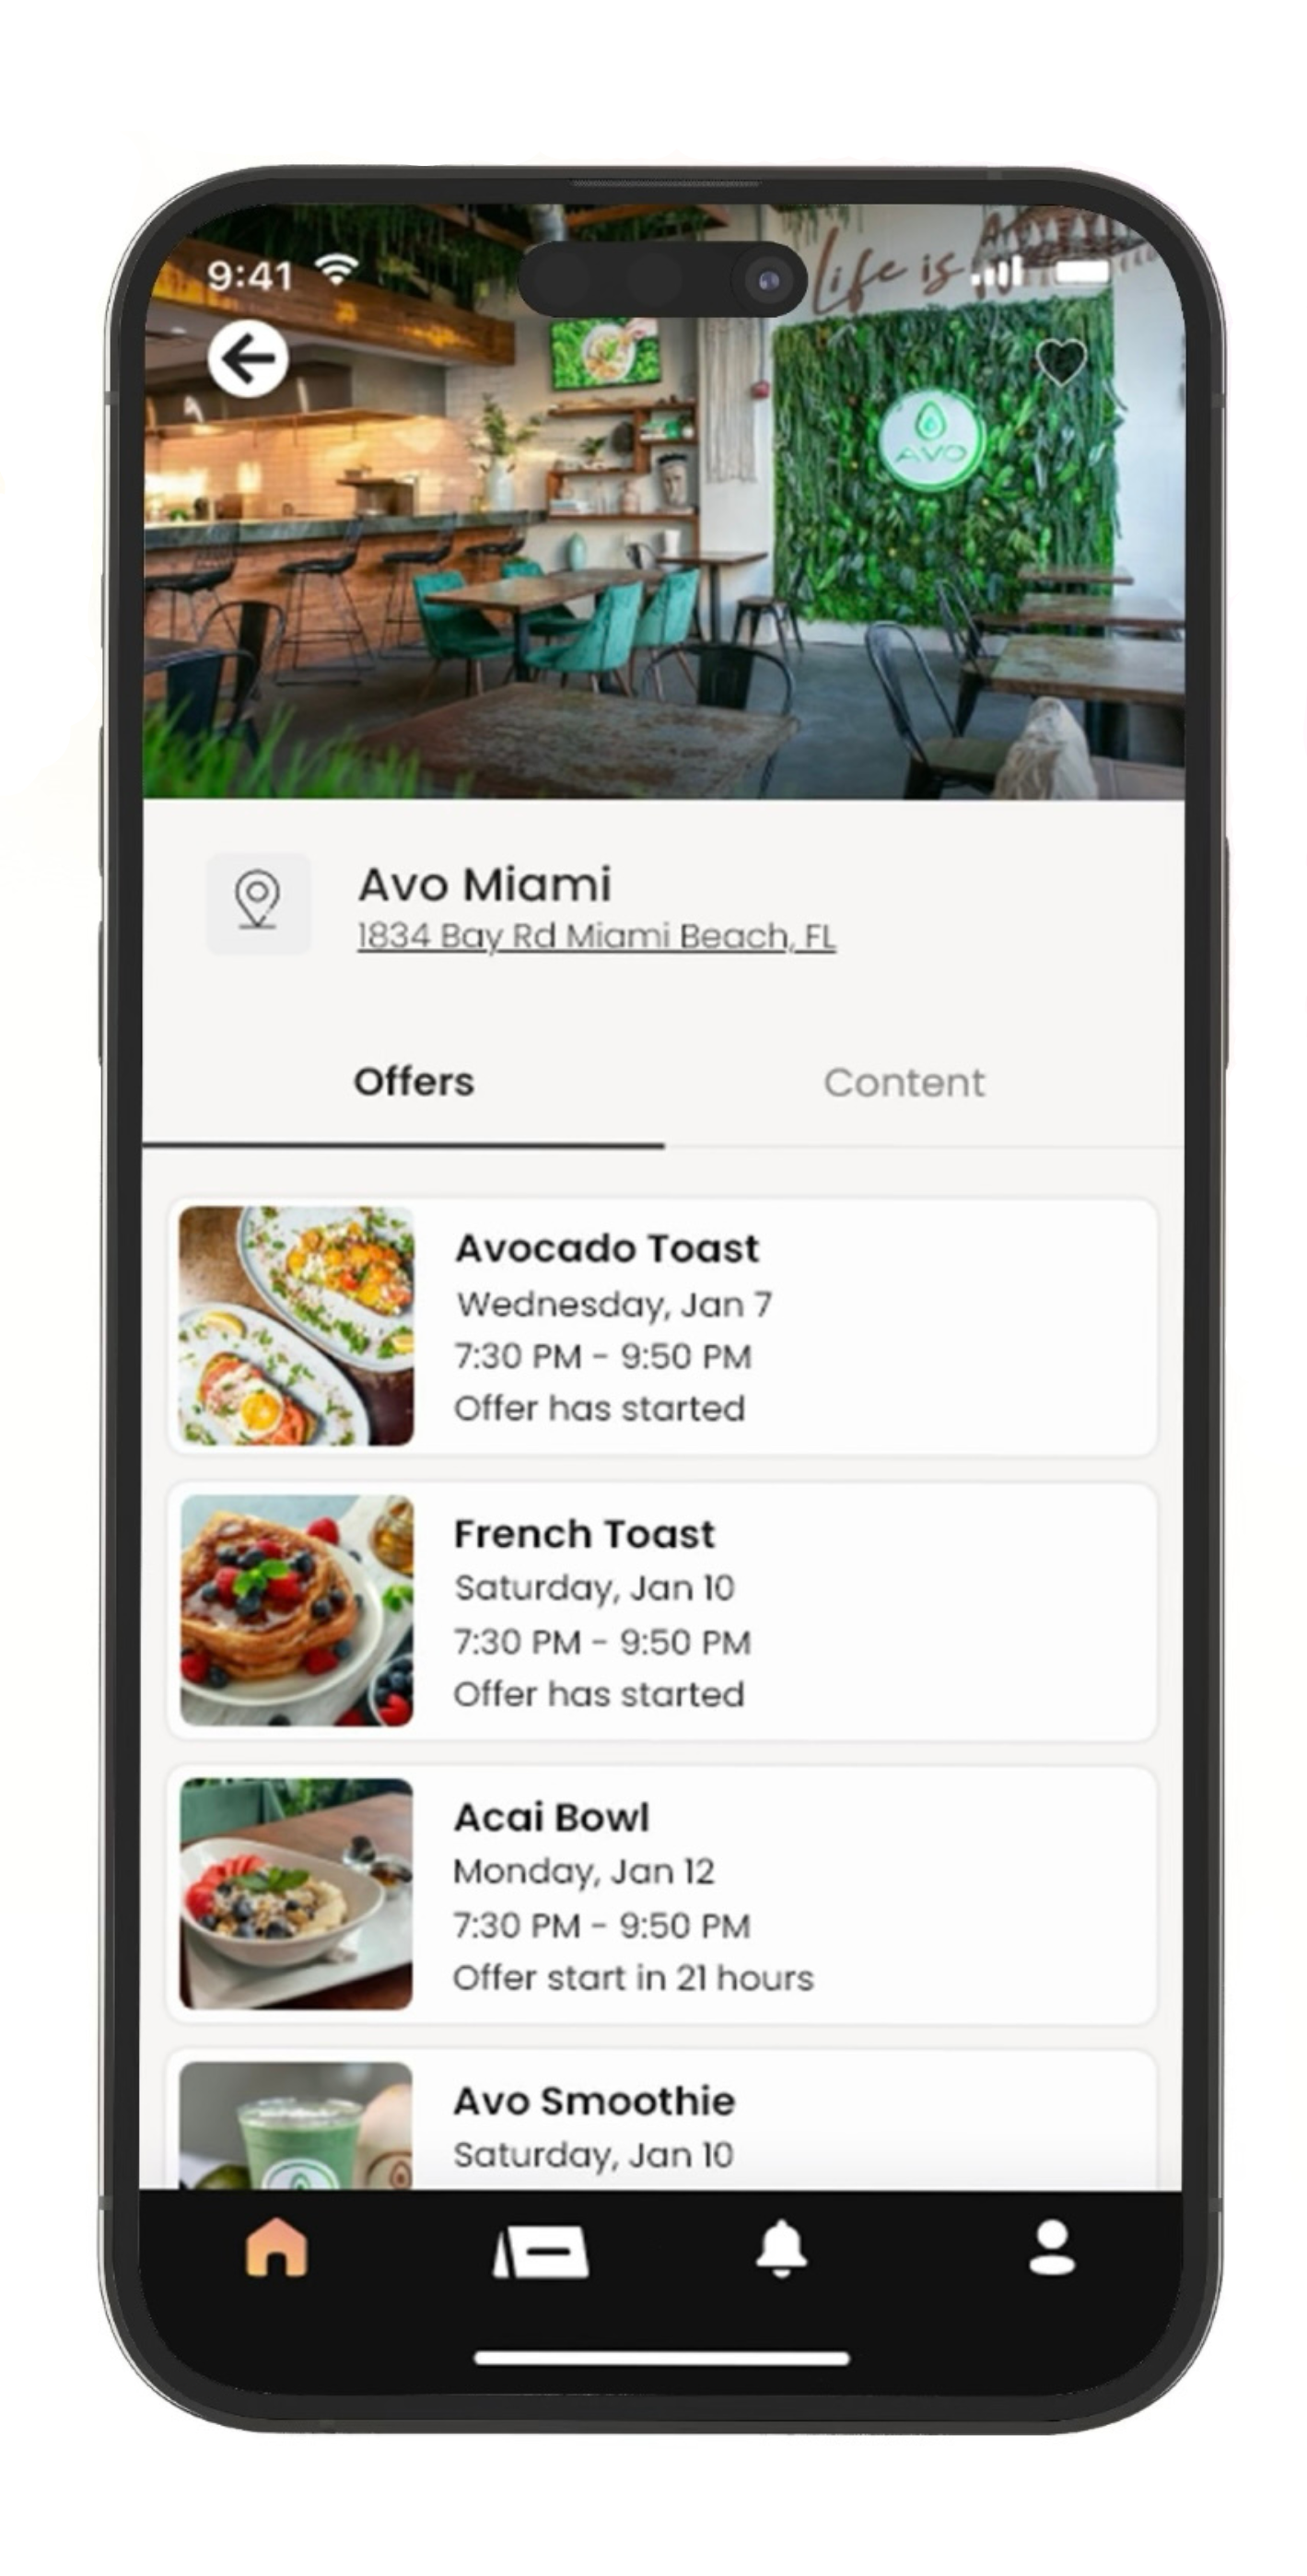 9:41
Life is
AVO
Avo Miami
1834 Bay Rd Miami Beach, FL
Offers
Content
Avocado Toast
Wednesday, Jan 7
7:30 PM - 9:50 PM
Offer has started
French Toast
Saturday, Jan 10
7:30 PM - 9:50 PM
Offer has started
Acai Bowl
Monday, Jan 12
7:30 PM - 9:50 PM
Offer start in 21 hours
Avo Smoothie
Saturday, Jan 10